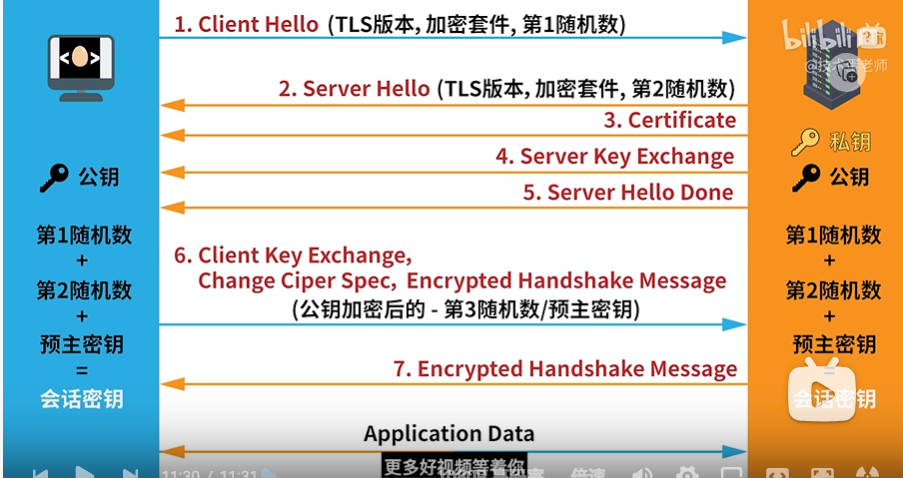 1. Client Hello (TLS版本, 加密套件, 第1随机数)
bilibili
@技术蛋老师
2. Server Hello (TLS版本, 加密套件, 第2随机数)
3. Certificate
私钥
4. Server Key Exchange
公钥
公钥
5. Server Hello Done
第1随机数
+
第2随机数
+
预主密钥
=
会话密钥
6. Client Key Exchange,
Change Ciper Spec, Encrypted Handshake Message
(公钥加密后的 - 第3随机数/预主密钥)
7. Encrypted Handshake Message
第1随机数
+
第2随机数
+
预主密钥
=
会话密钥
Application Data
更多好视频等着你
11:30 / 11:31
倍速